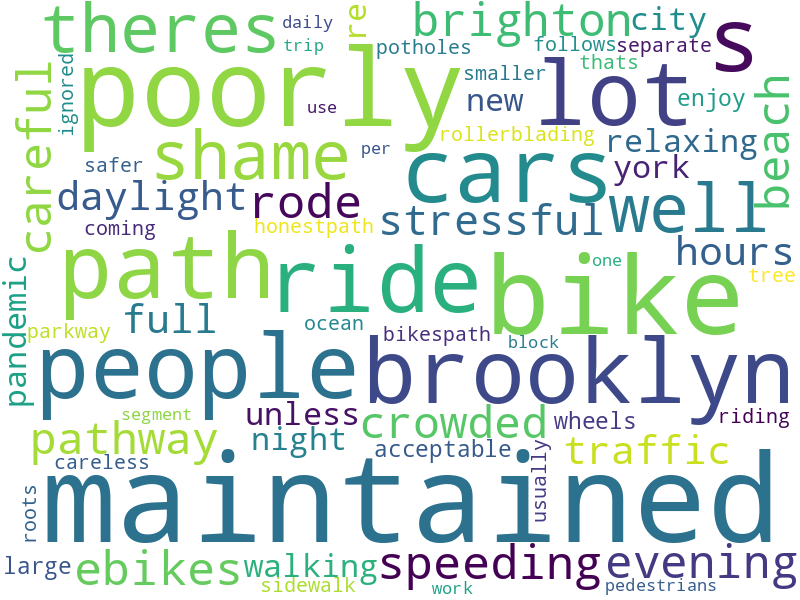 theres
daily
trip
re
potholes
brighton
city
follows
separate
s
thats
careful
ignored
poorly
use
smaller
lot
new
enjoy
beach
rollerblading
relaxing
shame
per
cars
york
safer
daylight
rode
well
coming
honestpath
stressful
hours
path
ride
bike
one
tree
pandemic
full
ocean
parkway
bikespath
block
people
brooklyn
segment
unless
crowded
wheels
riding
pathway
night
acceptable
traffic
careless
usually
roots
maintained
large
ebikes
walking
speeding
evening
sidewalk
work
pedestrians